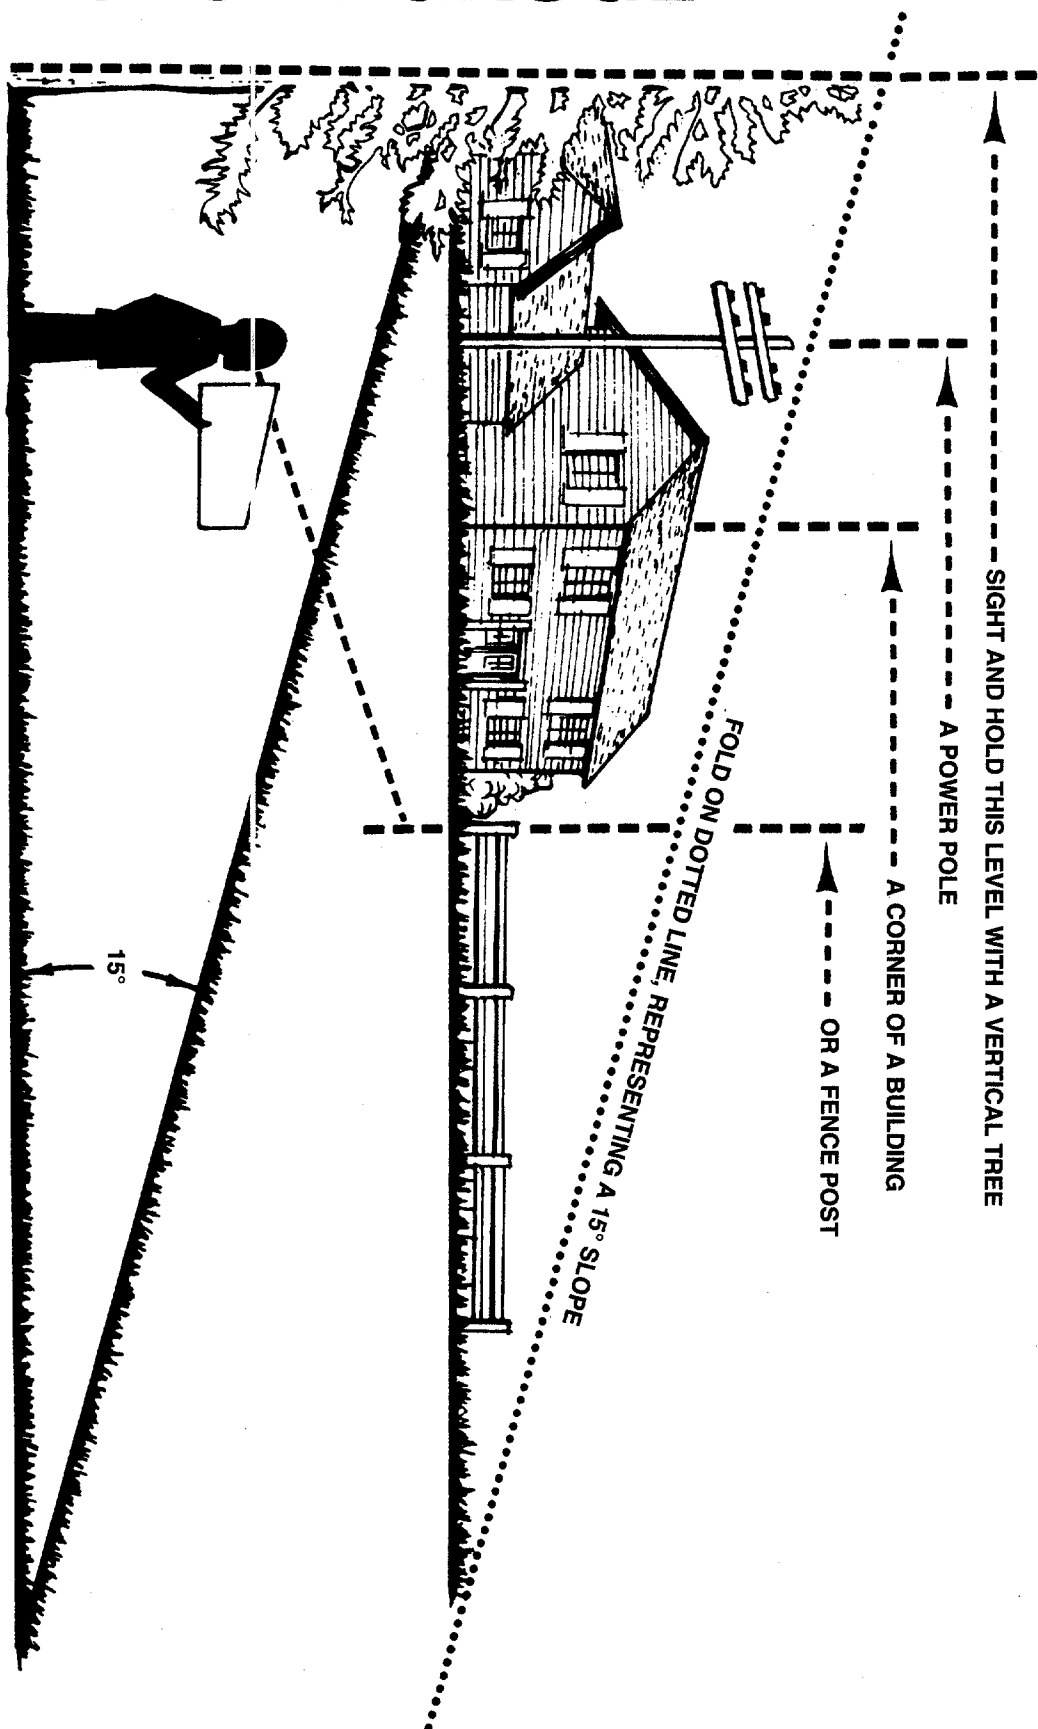 SIGHT AND HOLD THIS LEVEL WITH A VERTICAL TREE
A POWER POLE
A CORNER OF A BUILDING
OR A FENCE POST
FOLD ON DOTTED LINE, REPRESENTING A 15° SLOPE
15°